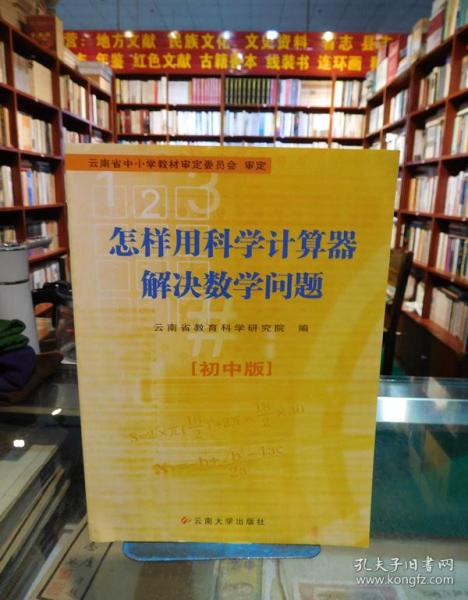 营：地方文献 民族文化 文史资料 省志 县
年鉴 红色文献 古籍善本 线装书 连环画
云南省中小学教材审定委员会 审定
123
怎样用科学计算器
解决数学问题
云南省教育科学研究院 编
[初中版]
云南大学出版社
孔夫子旧书网
www.kongfz.com